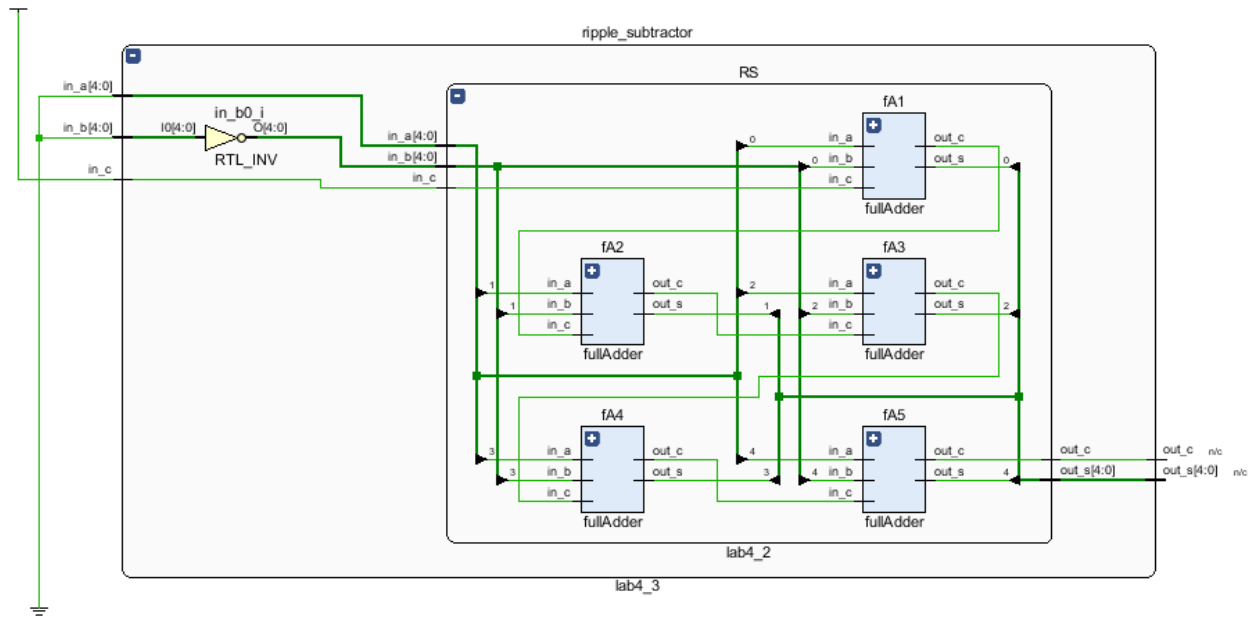 ripple_subtractor
RS
in_a[4:0]
in_b0_i
in_b[4:0]
I0[4:0]
O[4:0]
RTL_INV
in_c
in_a[4:0]
in_b[4:0]
in_c
fA1
0
in_a
out_c
0
in_b
out_s
0
in_c
fullAdder
fA2
1
in_a
out_c
1
in_b
out_s
1
in_c
fullAdder
fA3
2
in_a
out_c
2
in_b
out_s
2
in_c
fullAdder
fA4
3
in_a
out_c
3
in_b
out_s
3
in_c
fullAdder
fA5
4
in_a
out_c
4
in_b
out_s
4
in_c
fullAdder
out_c
out_s[4:0]
out_c n/c
out_s[4:0] n/c
lab4_2
lab4_3